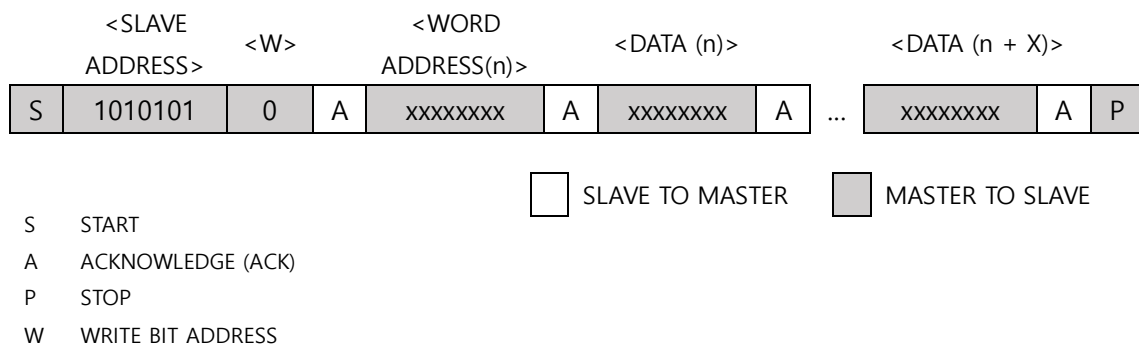 <SLAVE ADDRESS>
<W>
<WORD ADDRESS(n)>
<DATA (n)>
<DATA (n + X)>
S 1010101 0 A xxxxxxxx A xxxxxxxx A ... xxxxxxxx A P
SLAVE TO MASTER MASTER TO SLAVE
S START
A ACKNOWLEDGE (ACK)
P STOP
W WRITE BIT ADDRESS